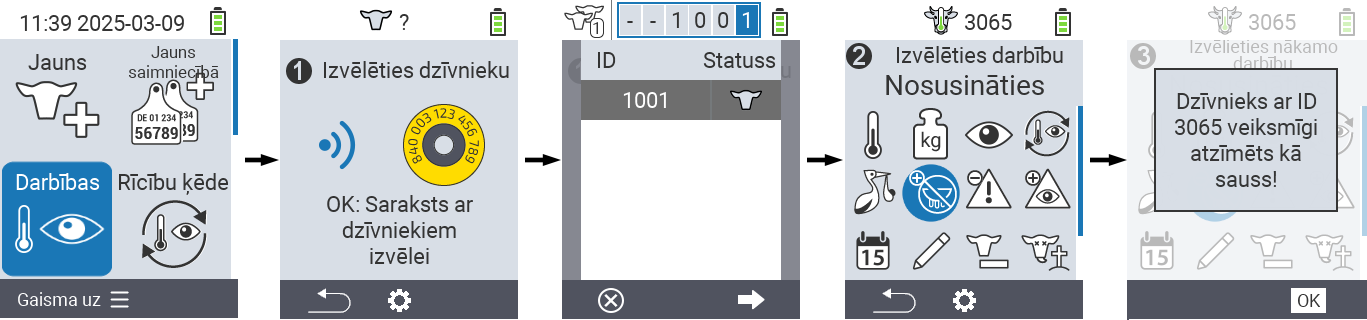 11:39 2025-03-09
Jauns
Jauns
saimniecībā
DE 01 234
56789
39
Darbības
Rīcību ķēde
Gaisma uz
?
1 Izvēlēties dzīvnieku
840 003 123 456 789
OK: Saraksts ar
dzīvniekiem
izvēlei
1
- - 1 0 0 1
ID Statuss
1001
3065
2 Izvēlēties darbību
Nosusināties
kg
15
3065
3 Izvēlieties nākamo
darbību
Dzīvnieks ar ID
3065 veiksmīgi
atzīmēts kā
sauss!
15
OK